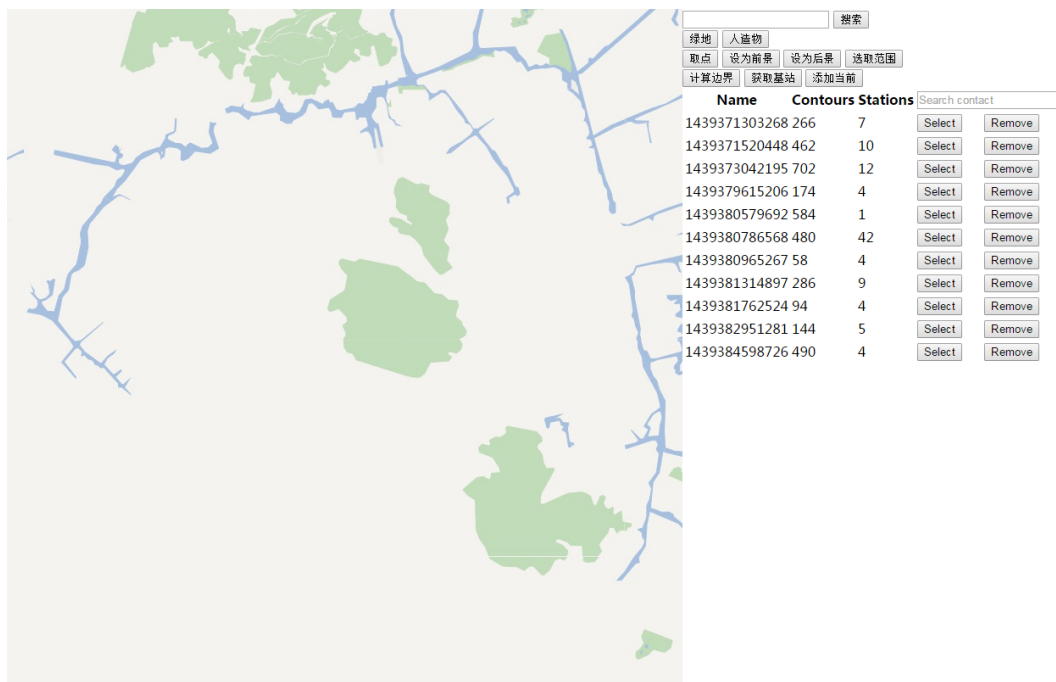 搜索
绿地 人造物
取点 设为前景 设为后景 选取范围
计算边界 获取基站 添加当前
Name Contours Stations Search contact
1439371303268 266 7 Select Remove
1439371520448 462 10 Select Remove
1439373042195 702 12 Select Remove
1439379615206 174 4 Select Remove
1439380579692 584 1 Select Remove
1439380786568 480 42 Select Remove
1439380965267 58 4 Select Remove
1439381314897 286 9 Select Remove
1439381762524 94 4 Select Remove
1439382951281 144 5 Select Remove
1439384598726 490 4 Select Remove